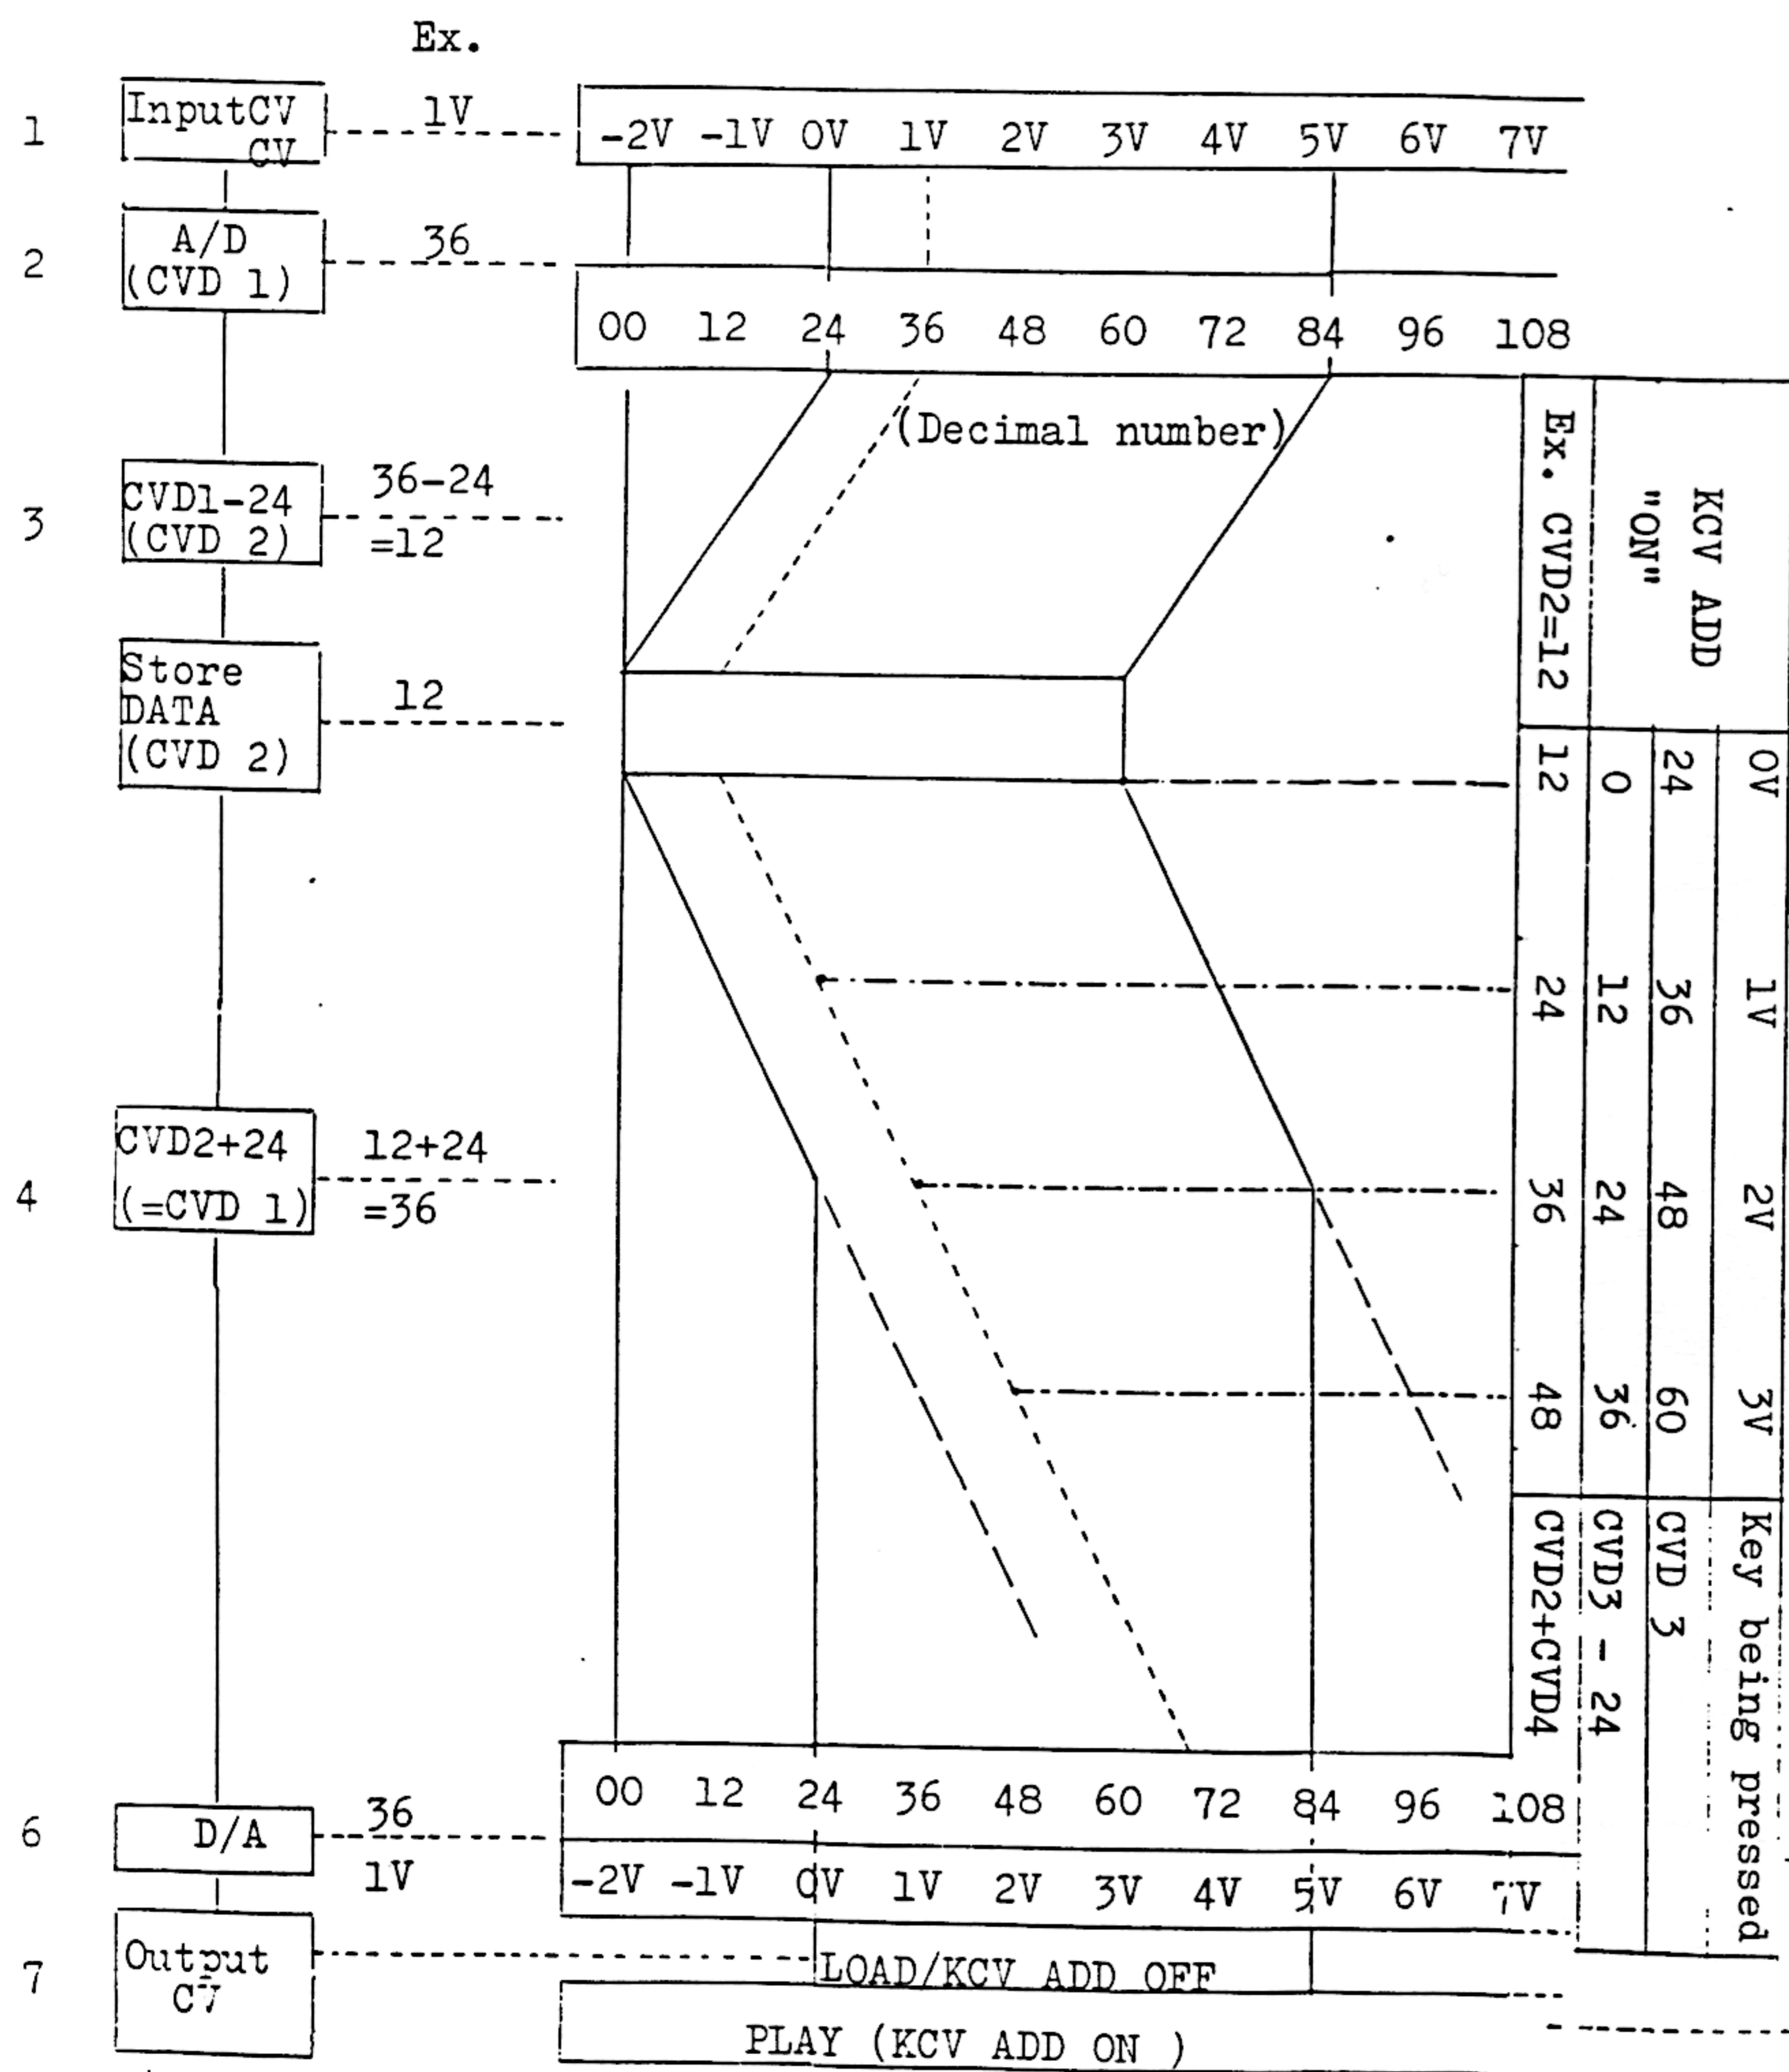 Ex.
1
InputCV
CV
1V
-2V -1V 0V 1V 2V 3V 4V 5V 6V 7V
2
A/D
(CVD 1)
36
00 12 24 36 48 60 72 84 96 108
(Decimal number)
3
CVD1-24
(CVD 2)
36-24
=12
Store
DATA
(CVD 2)
12
4
CVD2+24
(=CVD 1)
12+24
=36
KCV ADD
"ON"
Ex. CVD2=12
0V 1V 2V 3V Key being pressed
24 36 48 60 CVD 3
0 12 24 36 CVD3 - 24
12 24 36 48 CVD2+CVD4
6
D/A
36
1V
00 12 24 36 48 60 72 84 96 108
-2V -1V 0V 1V 2V 3V 4V 5V 6V 7V
7
Output
CV
LOAD/KCV ADD OFF
PLAY (KCV ADD ON )